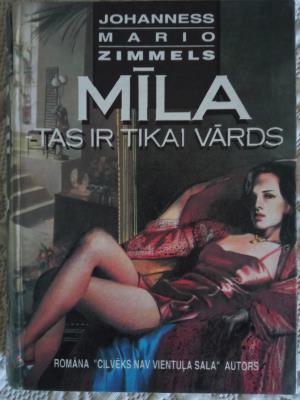 JOHANNESS
MARIO
ZIMMELS
MĪLA
-TAS IR TIKAI VĀRDS
ROMĀNA "CILVĒKS NAV VIENTUĻA SALA" AUTORS